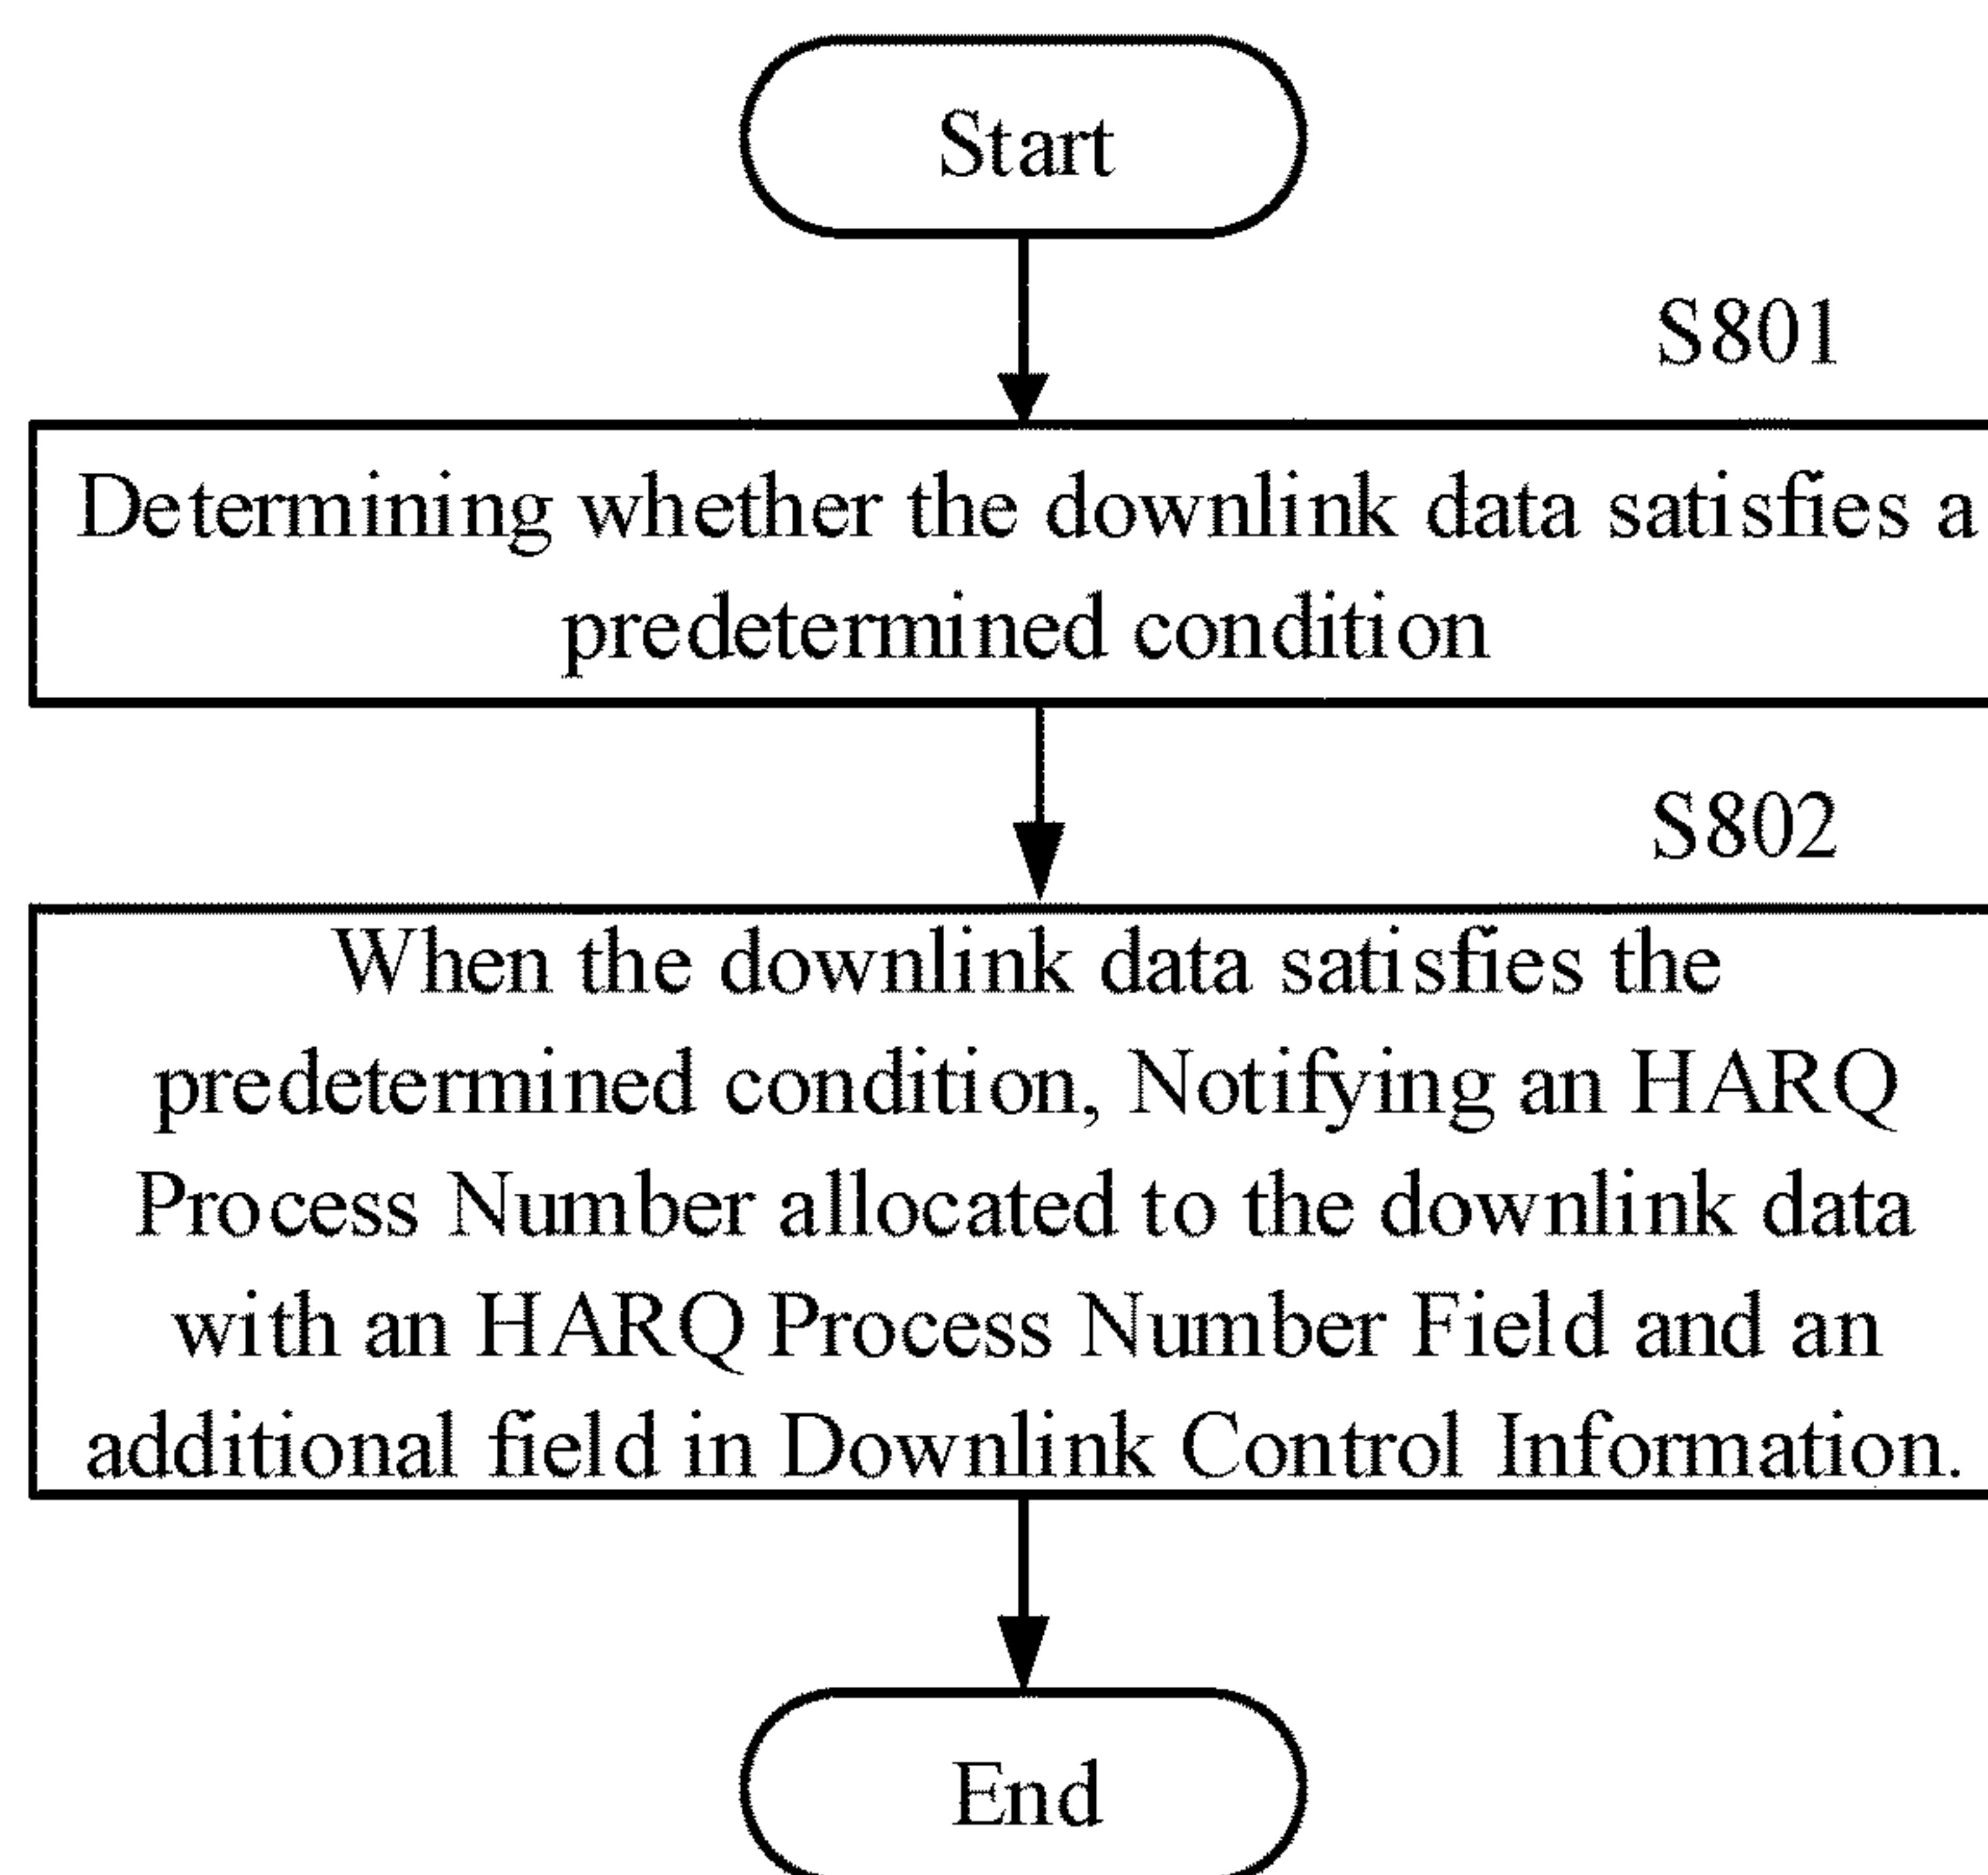 Start
S801
Determining whether the downlink data satisfies a
predetermined condition
S802
When the downlink data satisfies the
predetermined condition, Notifying an HARQ
Process Number allocated to the downlink data
with an HARQ Process Number Field and an
additional field in Downlink Control Information.
End